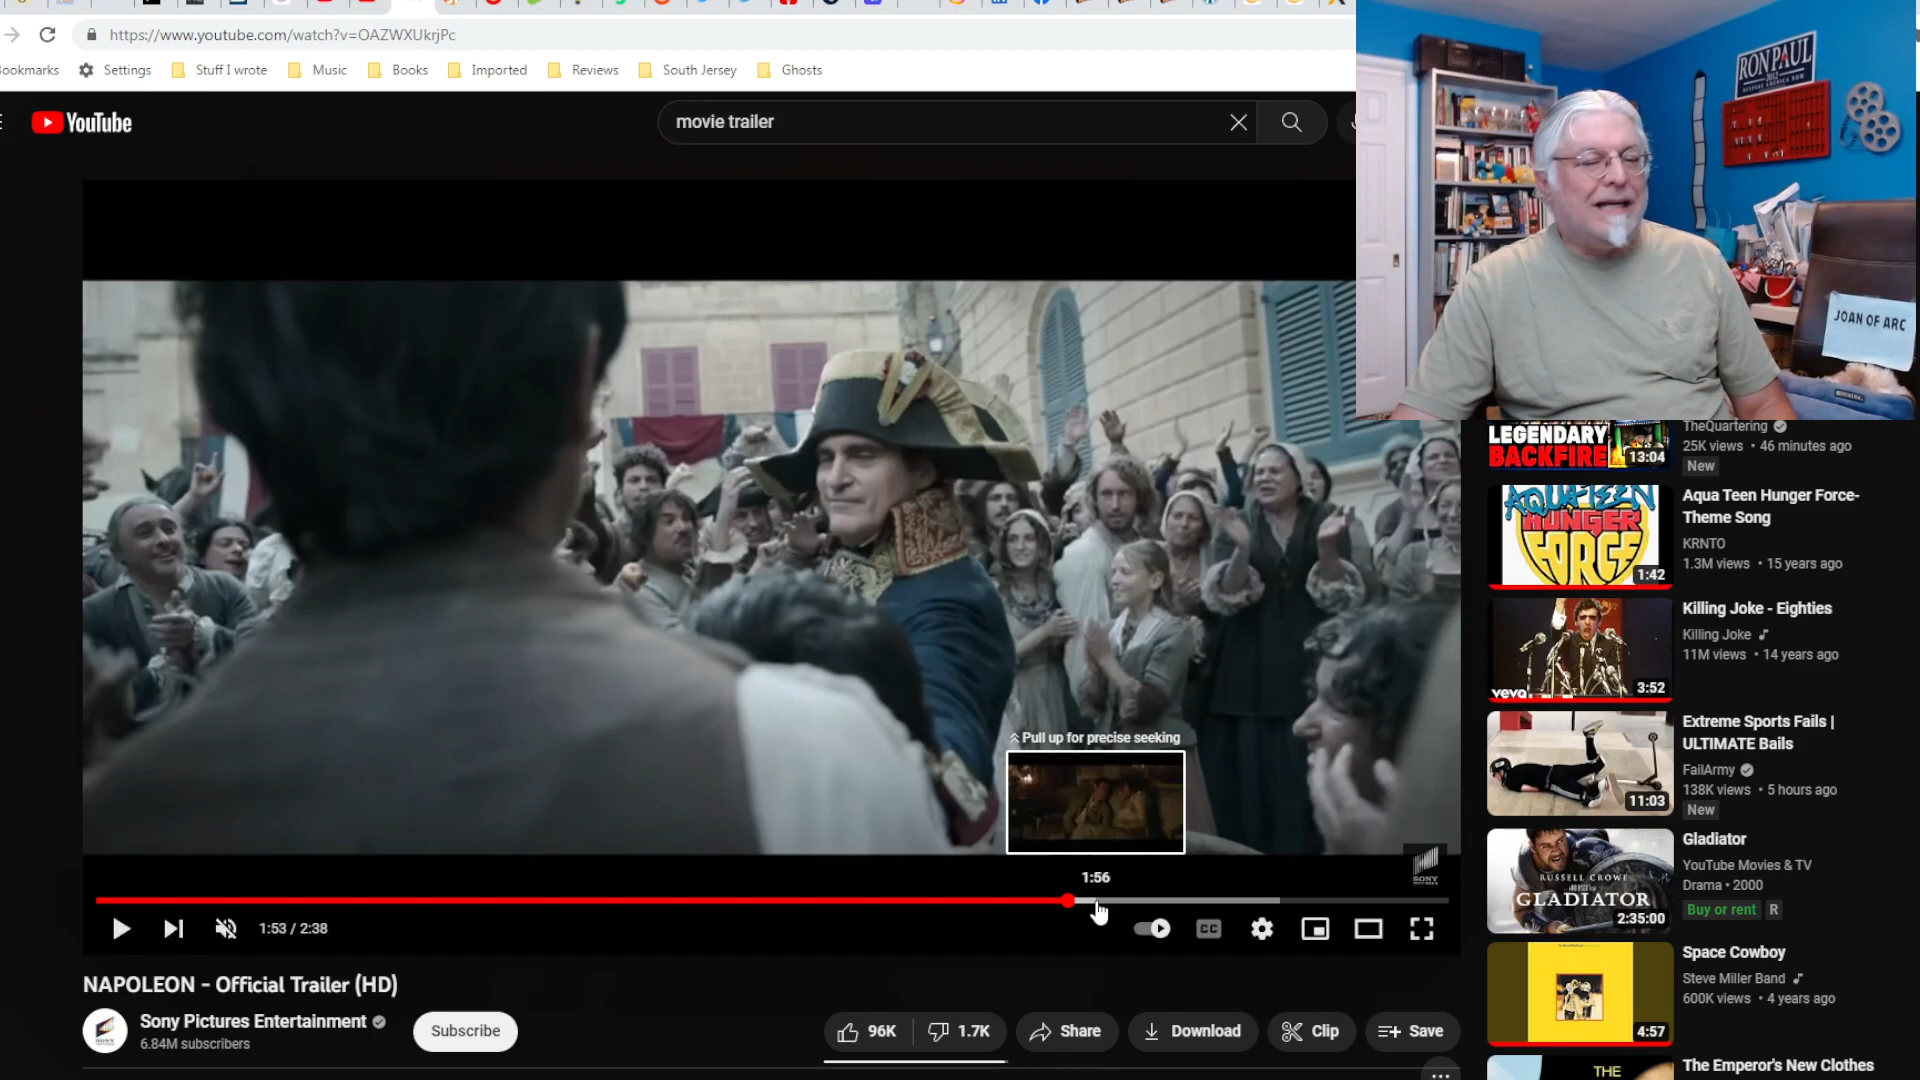 https://www.youtube.com/watch?v=OAZWXUkrjPc
ookmarks
Settings
Stuff I wrote
Music
Books
Imported
Reviews
South Jersey
Ghosts
YouTube
movie trailer
RON PAUL
2012
JOAN OF ARC
Pull up for precise seeking
1:56
SONY
1:53 / 2:38
CC
NAPOLEON - Official Trailer (HD)
Sony Pictures Entertainment
6.84M subscribers
Subscribe
96K
1.7K
Share
Download
Clip
Save
LEGENDARY
BACKFIRE
13:04
TheQuartering
25K views • 46 minutes ago
New
AQUA TEEN
HUNGER
FORCE
1:42
Aqua Teen Hunger Force-
Theme Song
KRNTO
1.3M views • 15 years ago
vevo
3:52
Killing Joke - Eighties
Killing Joke
11M views • 14 years ago
11:03
Extreme Sports Fails |
ULTIMATE Bails
FailArmy
138K views • 5 hours ago
New
RUSSELL CROWE
GLADIATOR
2:35:00
Gladiator
YouTube Movies & TV
Drama • 2000
Buy or rent
R
4:57
Space Cowboy
Steve Miller Band
600K views • 4 years ago
THE
The Emperor's New Clothes